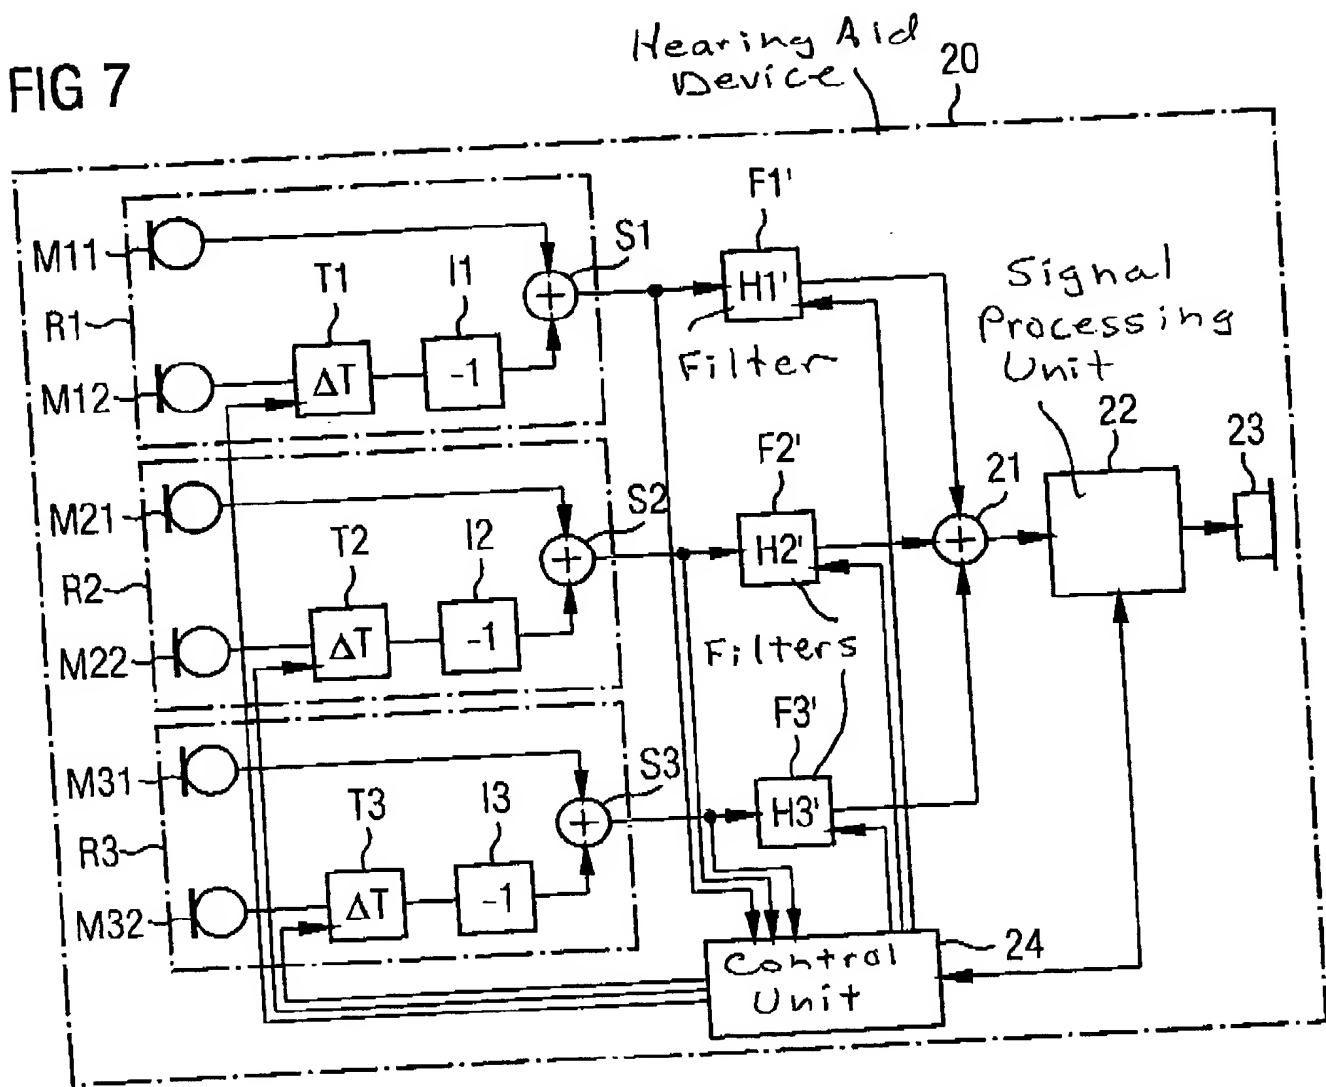 FIG 7
Hearing Aid
Device
20
M11
R1
M12
T1
I1
S1
ΔT
-1
+
F1'
H1'
Filter
Signal
Processing
Unit
22
23
21
+
M21
R2
M22
T2
I2
S2
ΔT
-1
+
F2'
H2'
Filters
M31
R3
M32
T3
I3
S3
ΔT
-1
+
F3'
H3'
Control
Unit
24